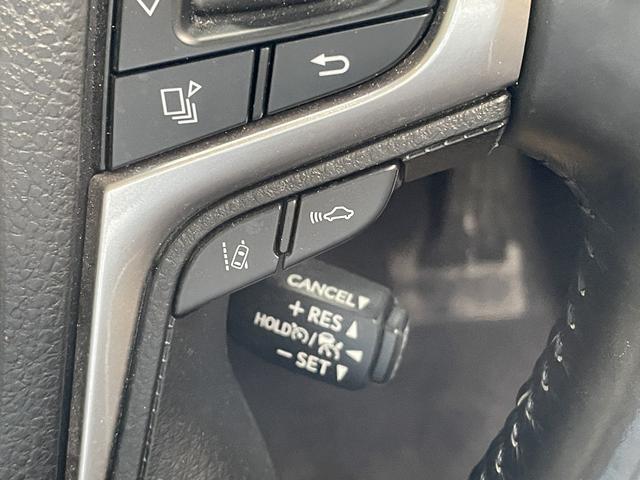 CANCEL▼
+ RES ▲
HOLD /
− SET▼